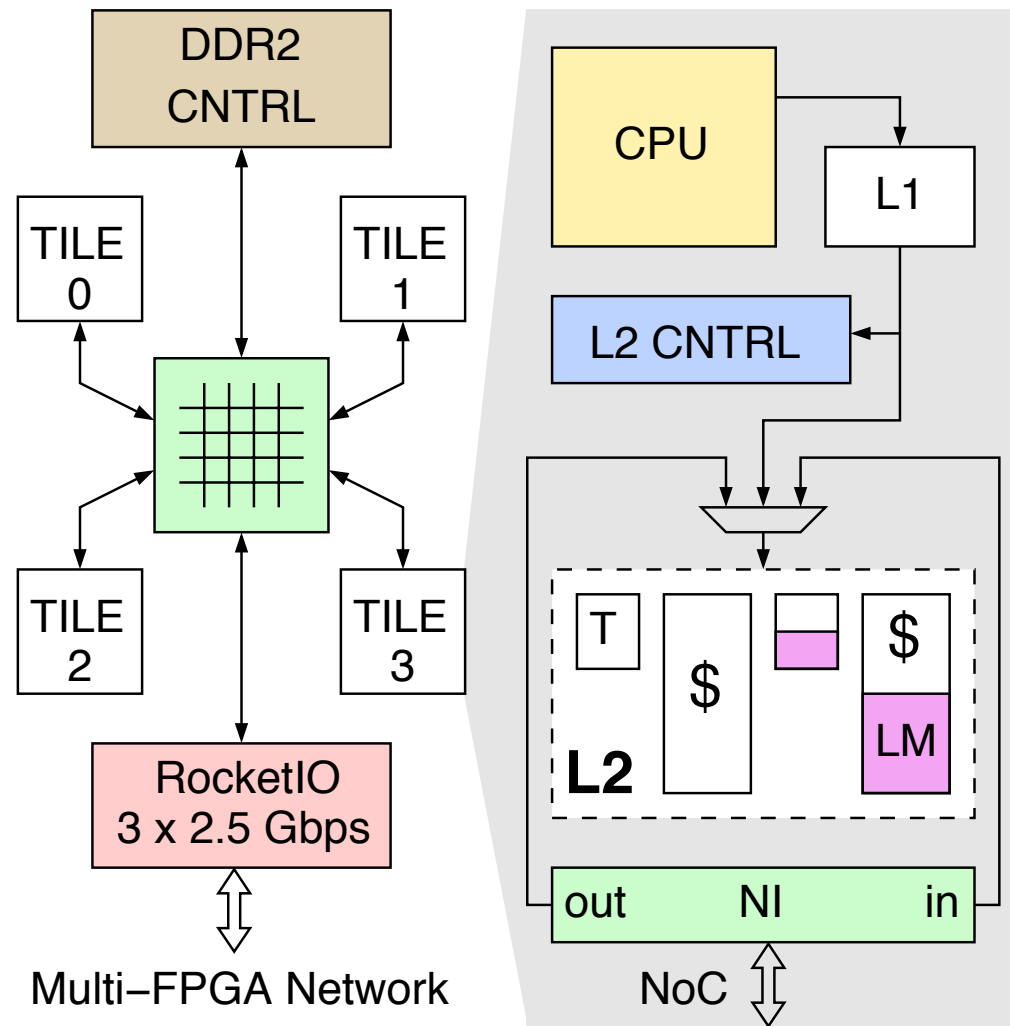 DDR2
CNTRL
TILE
0
TILE
1
TILE
2
TILE
3
RocketIO
3 x 2.5 Gbps
Multi−FPGA Network
CPU
L1
L2 CNTRL
T
$
$
LM
L2
out NI in
NoC